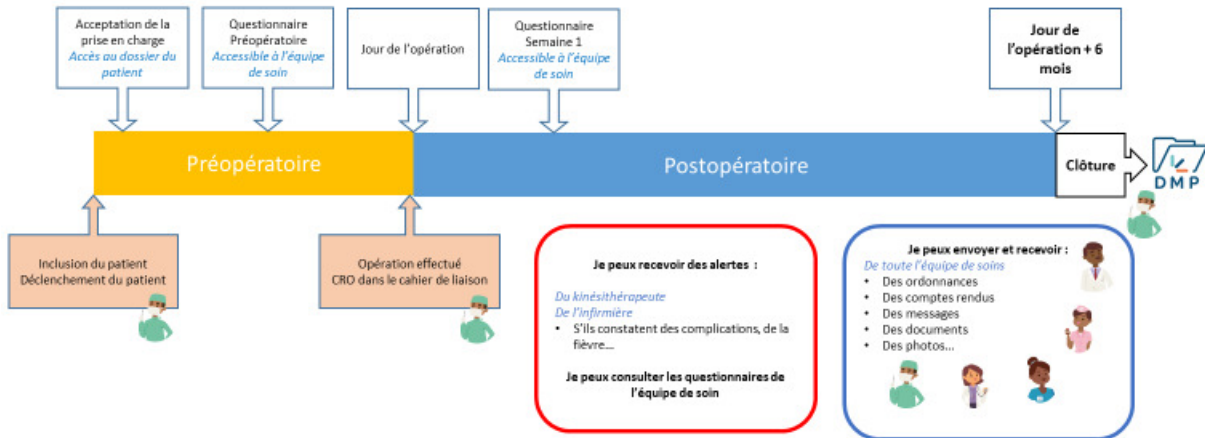 Acceptation de la
prise en charge
Accès au dossier du
patient
Questionnaire
Préopératoire
Accessible à l'équipe
de soin
Jour de l'opération
Questionnaire
Semaine 1
Accessible à l'équipe
de soin
Jour de
l'opération + 6
mois
Préopératoire
Postopératoire
Clôture
DMP
Inclusion du patient
Déclenchement du patient
Opération effectué
CRO dans le cahier de liaison
Je peux recevoir des alertes :
Du kinésithérapeute
De l'infirmière
• S'ils constatent des complications, de la
fièvre...
Je peux consulter les questionnaires de
l'équipe de soin
Je peux envoyer et recevoir :
De toute l'équipe de soins
• Des ordonnances
• Des comptes rendus
• Des messages
• Des documents
• Des photos...